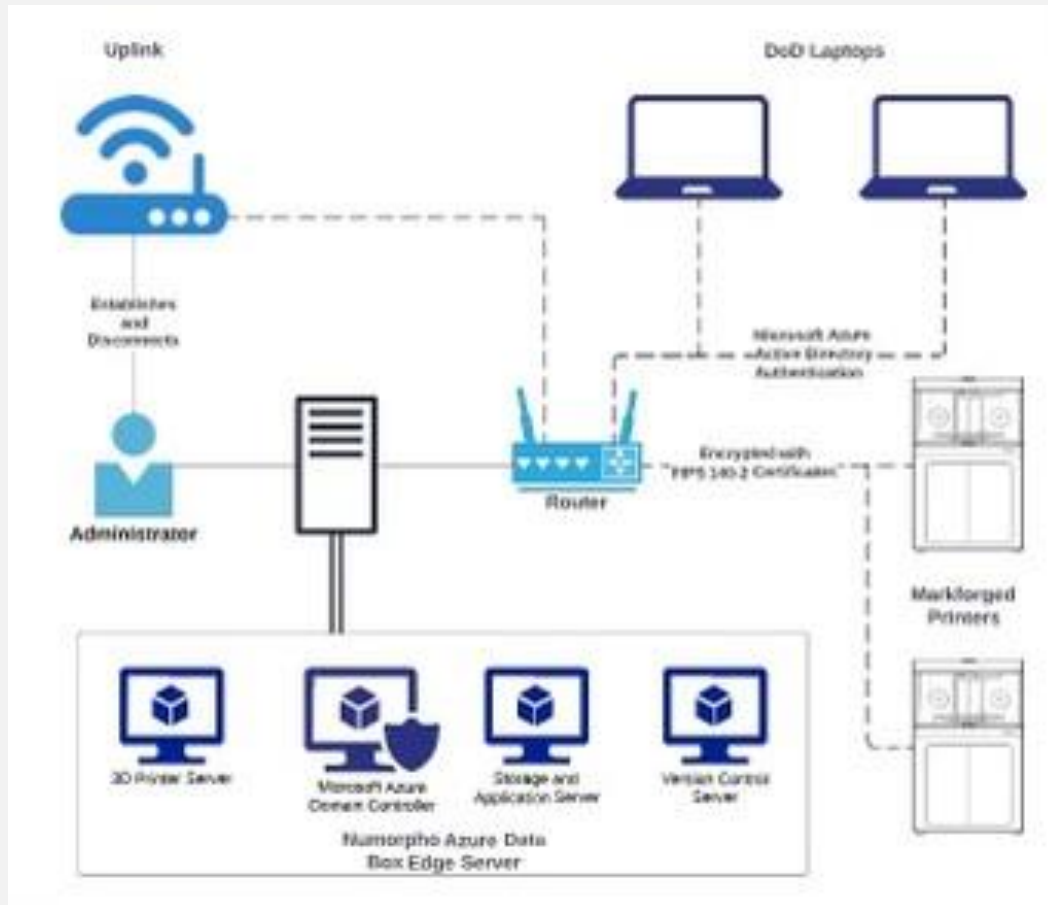 Uplink
DoD Laptops
Establishes
and
Disconnects
Microsoft Azure
Active Directory
Authentication
Encrypted with
FIPS 140-2 Certificates
Router
Administrator
Markforged
Printers
3D Printer Server
Microsoft Azure
Domain Controller
Storage and
Application Server
Version Control
Server
Numorpho Azure Data
Box Edge Server